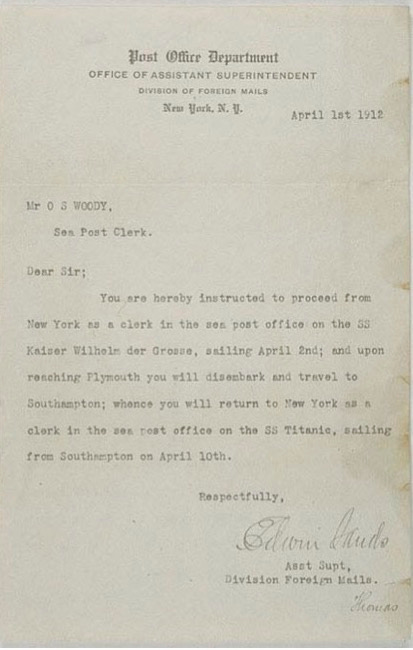 Post Office Department
OFFICE OF ASSISTANT SUPERINTENDENT
DIVISION OF FOREIGN MAILS
New York, N. Y.
April 1st 1912
Mr O S WOODY,
Sea Post Clerk.
Dear Sir;
You are hereby instructed to proceed from
New York as a clerk in the sea post office on the SS
Kaiser Wilhelm der Grosse, sailing April 2nd; and upon
reaching Plymouth you will disembark and travel to
Southampton; whence you will return to New York as a
clerk in the sea post office on the SS Titanic, sailing
from Southampton on April 10th.
Respectfully,
Edwin Sands
Asst Supt,
Division Foreign Mails.
Thomas